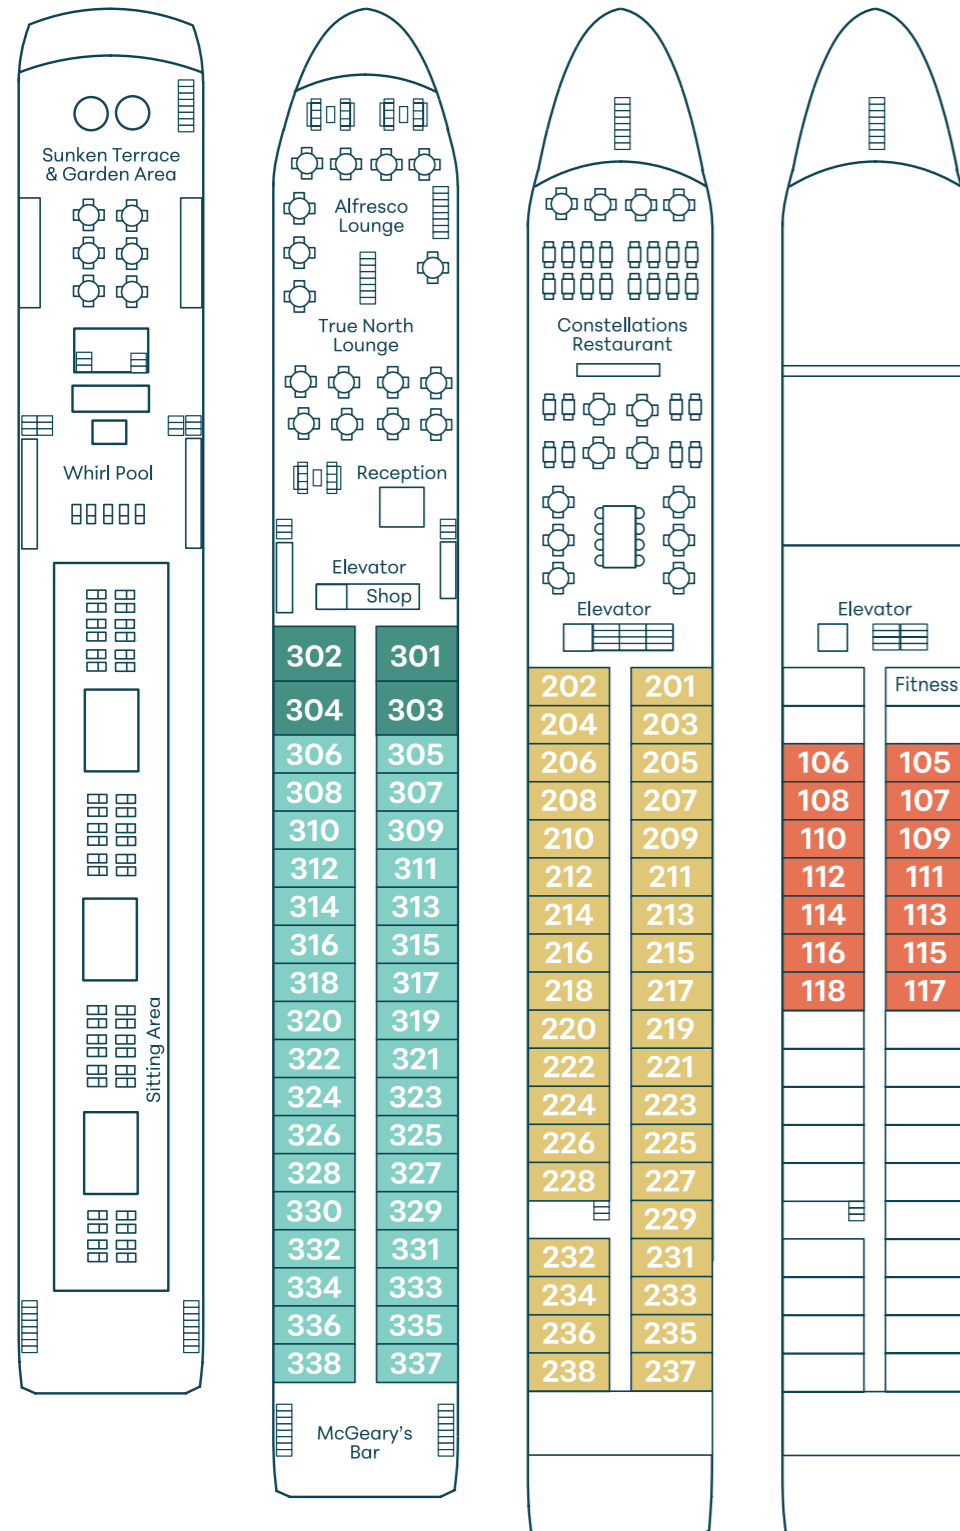 Sunken Terrace
& Garden Area
Whirl Pool
Sitting Area
Alfresco
Lounge
True North
Lounge
Reception
Elevator
Shop
302 301
304 303
306 305
308 307
310 309
312 311
314 313
316 315
318 317
320 319
322 321
324 323
326 325
328 327
330 329
332 331
334 333
336 335
338 337
McGeary's
Bar
Constellations
Restaurant
Elevator
202 201
204 203
206 205
208 207
210 209
212 211
214 213
216 215
218 217
220 219
222 221
224 223
226 225
228 227
229
232 231
234 233
236 235
238 237
Elevator
Fitness
106 105
108 107
110 109
112 111
114 113
116 115
118 117